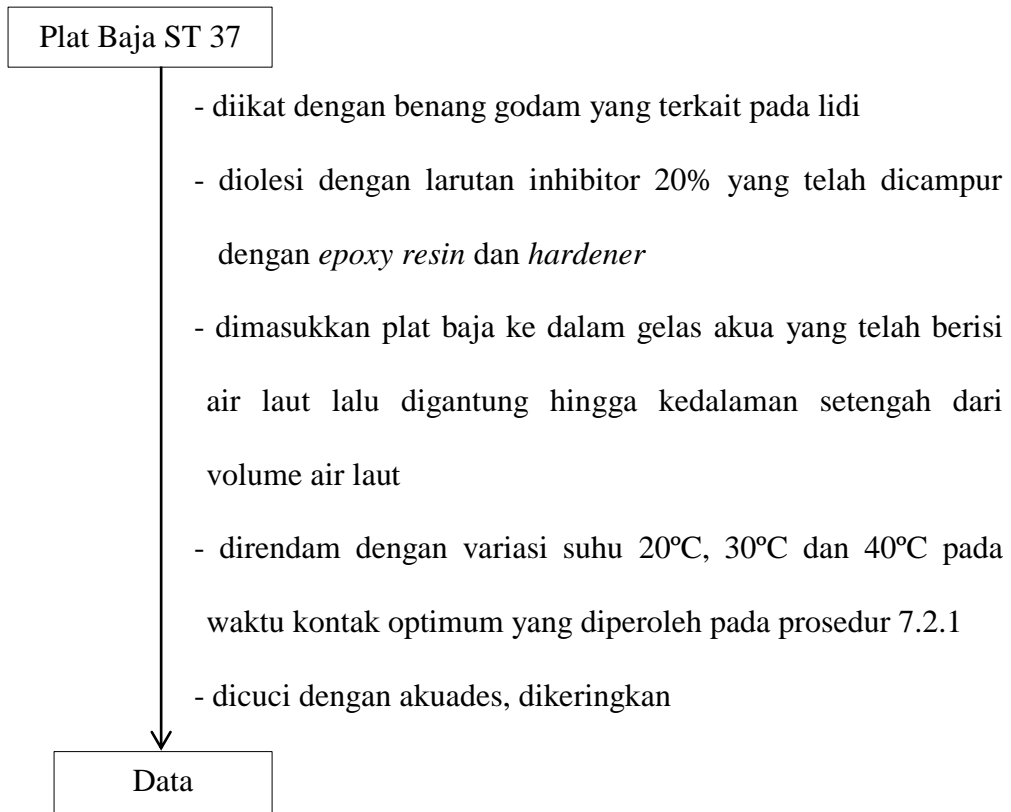 Plat Baja ST 37
- diikat dengan benang godam yang terkait pada lidi
- diolesi dengan larutan inhibitor 20% yang telah dicampur
dengan epoxy resin dan hardener
- dimasukkan plat baja ke dalam gelas akua yang telah berisi
air laut lalu digantung hingga kedalaman setengah dari
volume air laut
- direndam dengan variasi suhu 20ºC, 30ºC dan 40ºC pada
waktu kontak optimum yang diperoleh pada prosedur 7.2.1
- dicuci dengan akuades, dikeringkan
Data